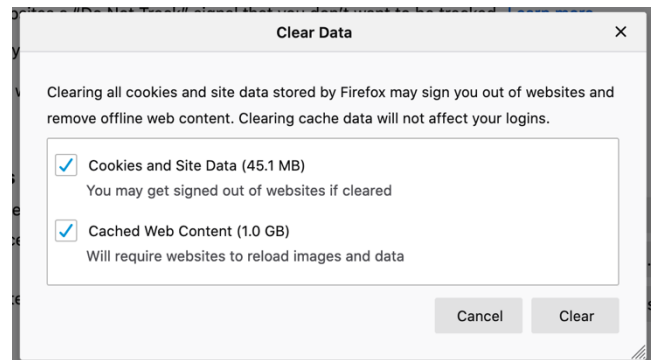 Clear Data
Clearing all cookies and site data stored by Firefox may sign you out of websites and
remove offline web content. Clearing cache data will not affect your logins.
Cookies and Site Data (45.1 MB)
You may get signed out of websites if cleared
Cached Web Content (1.0 GB)
Will require websites to reload images and data
Cancel Clear